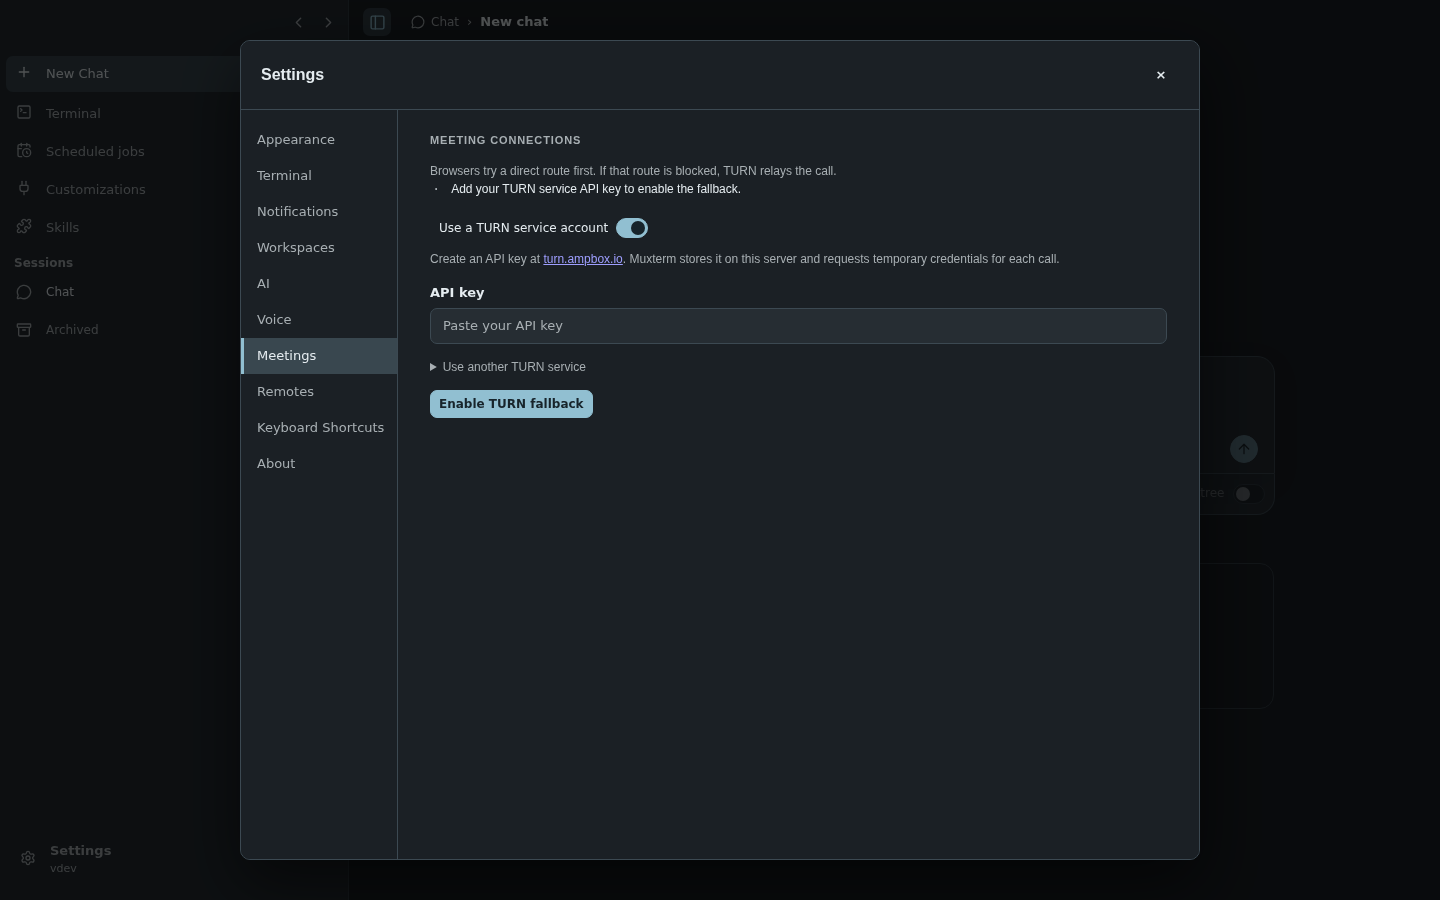 Chat › New chat
Settings
×
New Chat
Terminal
Scheduled jobs
Customizations
Skills
Sessions
Chat
Archived
Settings
vdev
Appearance
Terminal
Notifications
Workspaces
AI
Voice
Meetings
Remotes
Keyboard Shortcuts
About
MEETING CONNECTIONS
Browsers try a direct route first. If that route is blocked, TURN relays the call.
· Add your TURN service API key to enable the fallback.
Use a TURN service account
Create an API key at turn.ampbox.io. Muxterm stores it on this server and requests temporary credentials for each call.
API key
Paste your API key
Use another TURN service
Enable TURN fallback
tree